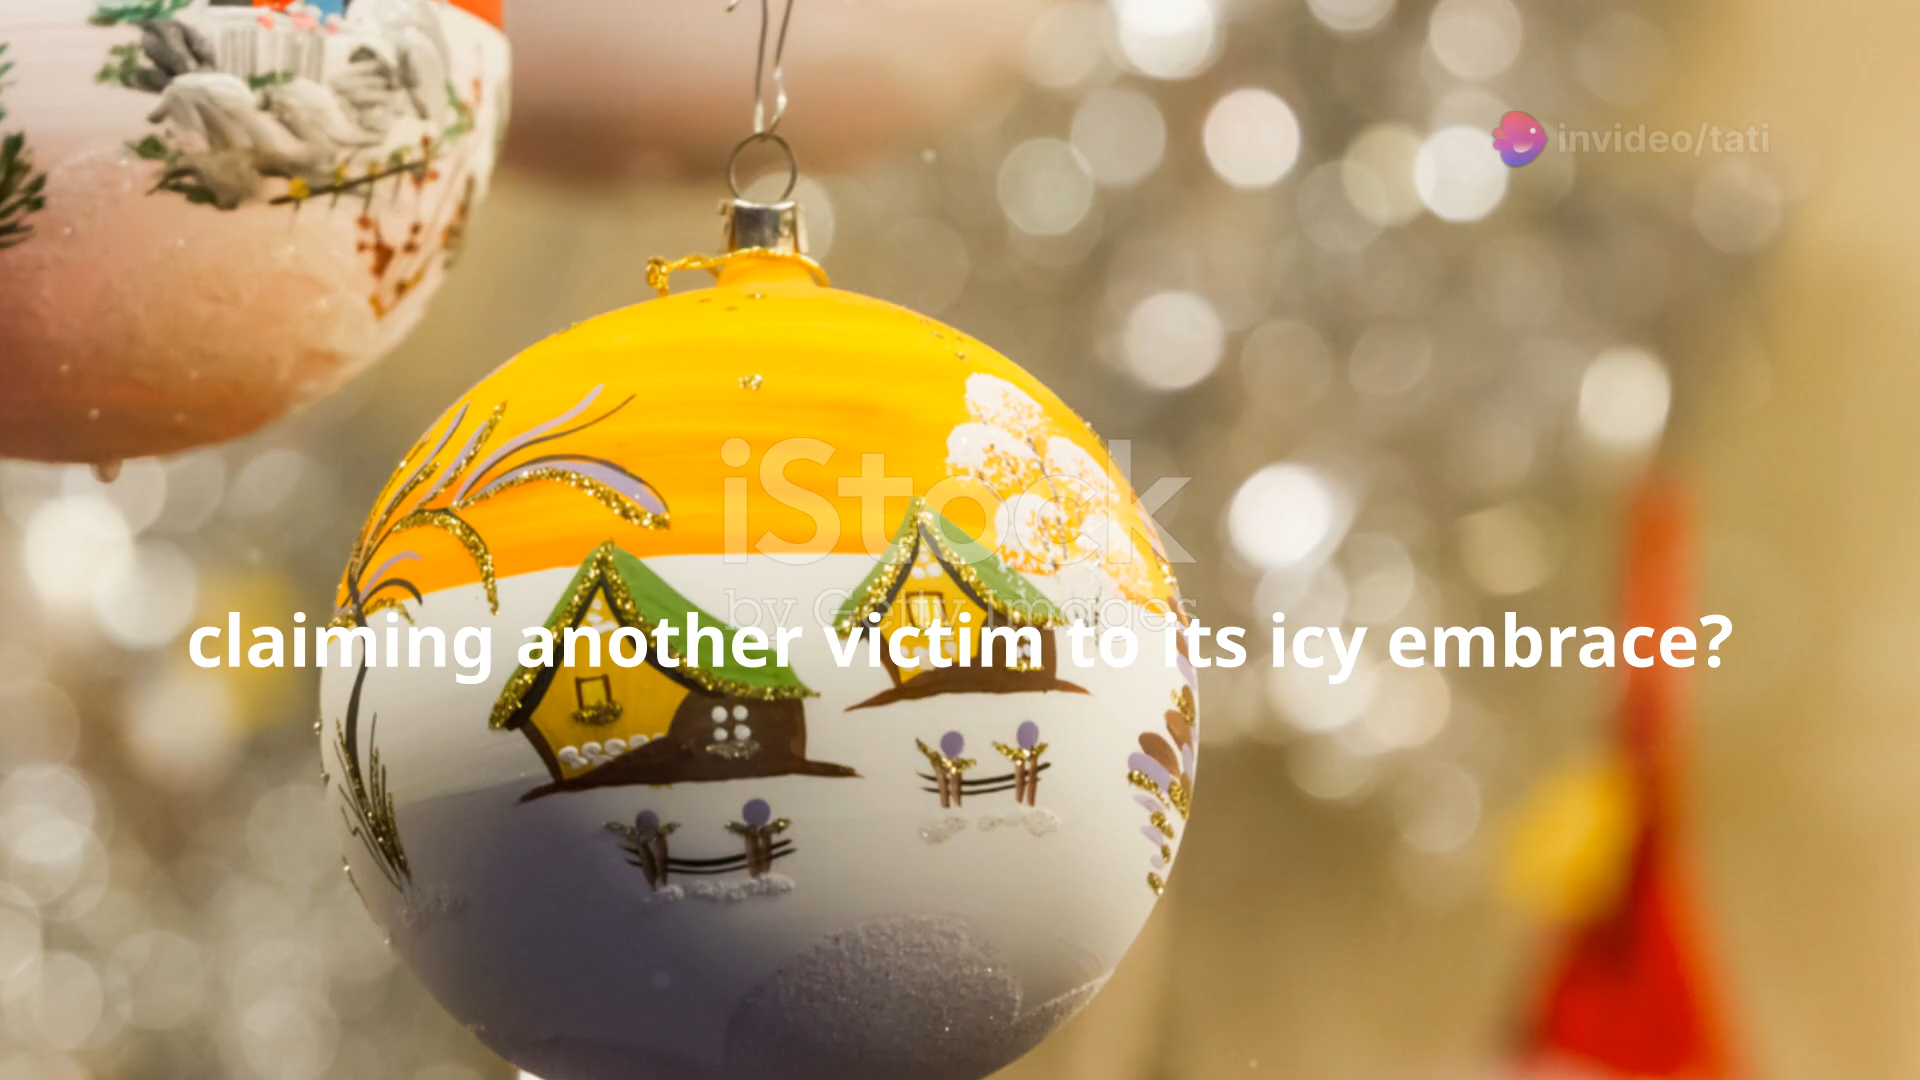 invideo/tati
iStock
by Getty Images
claiming another victim to its icy embrace?